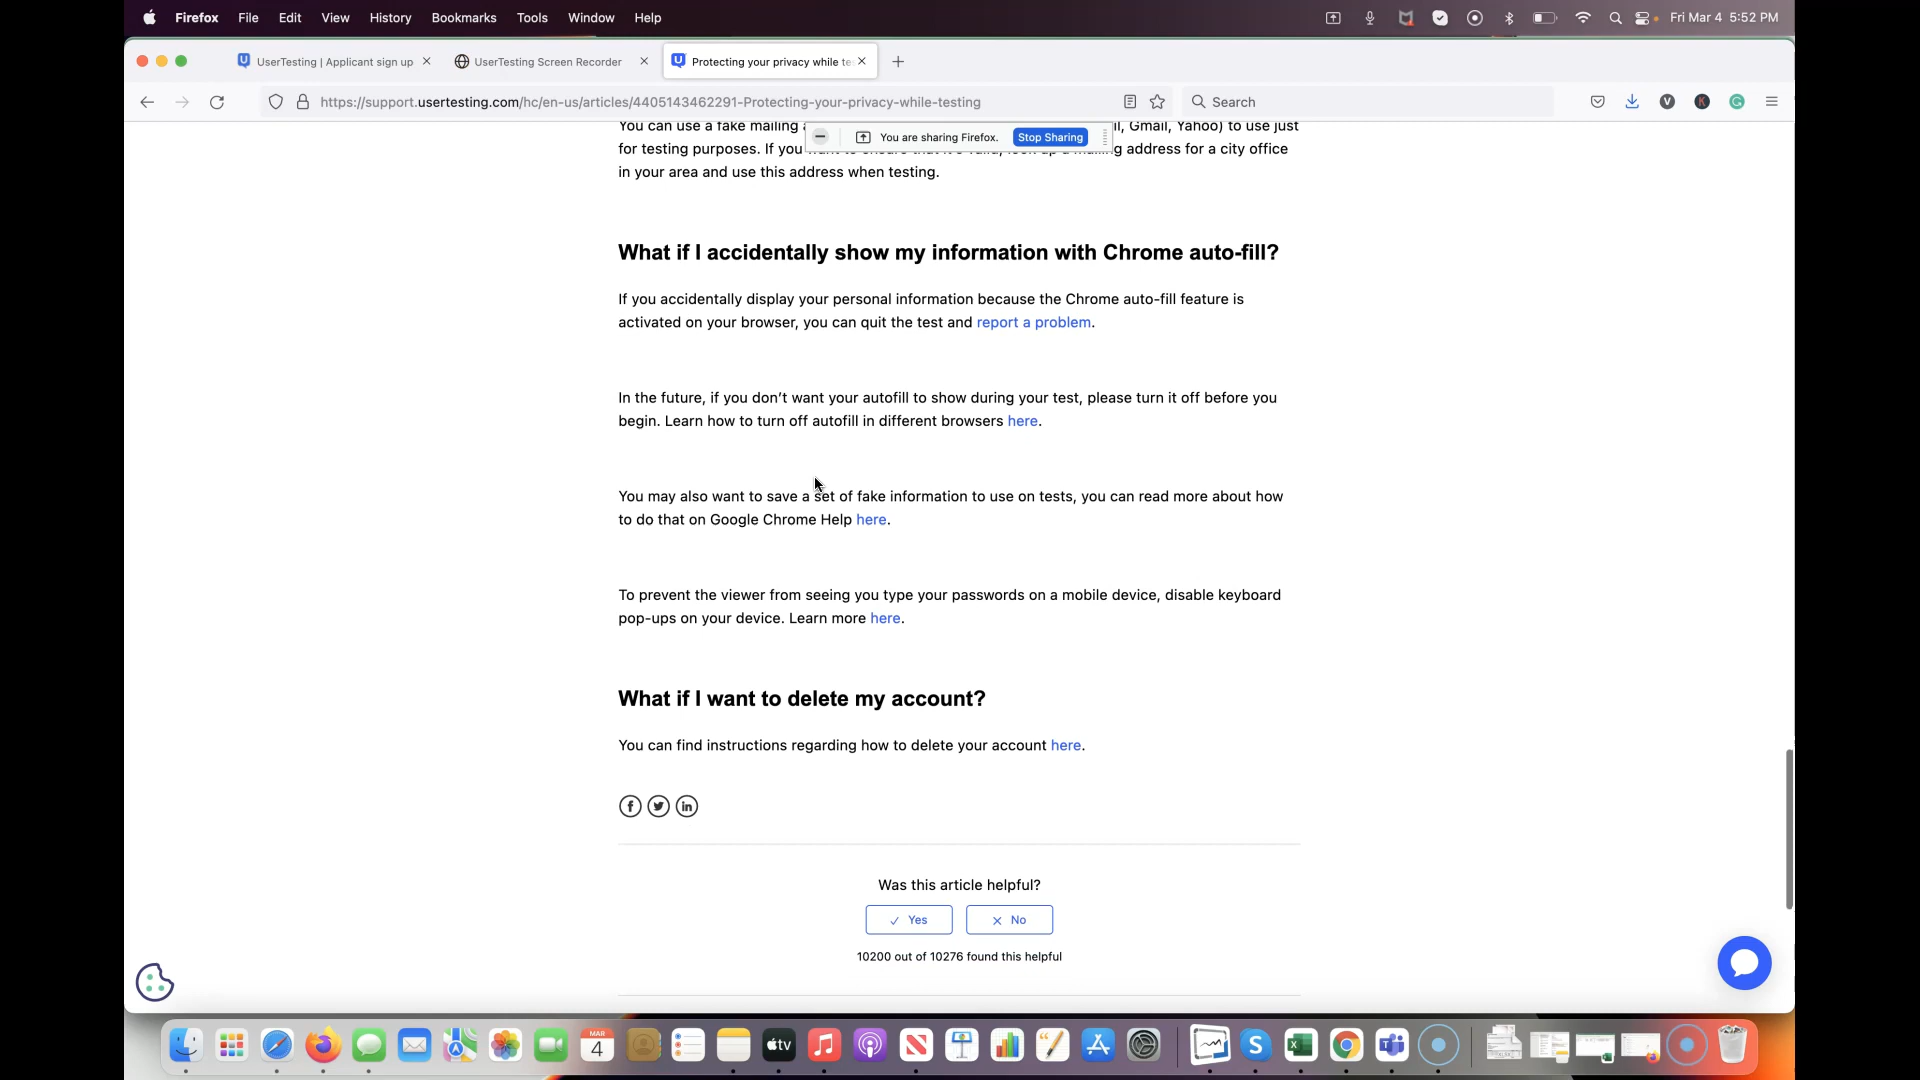 Firefox File Edit View History Bookmarks Tools Window Help Fri Mar 4 5:52 PM
UserTesting | Applicant sign up UserTesting Screen Recorder Protecting your privacy while te
https://support.usertesting.com/hc/en-us/articles/4405143462291-Protecting-your-privacy-while-testing Search V K G
You can use a fake mailing Gmail, Yahoo) to use just
You are sharing Firefox. Stop Sharing
for testing purposes. If you address for a city office
in your area and use this address when testing.
What if I accidentally show my information with Chrome auto-fill?
If you accidentally display your personal information because the Chrome auto-fill feature is
activated on your browser, you can quit the test and report a problem.
In the future, if you don't want your autofill to show during your test, please turn it off before you
begin. Learn how to turn off autofill in different browsers here.
You may also want to save a set of fake information to use on tests, you can read more about how
to do that on Google Chrome Help here.
To prevent the viewer from seeing you type your passwords on a mobile device, disable keyboard
pop-ups on your device. Learn more here.
What if I want to delete my account?
You can find instructions regarding how to delete your account here.
Was this article helpful?
Yes No
10200 out of 10276 found this helpful
MAR
4
tv